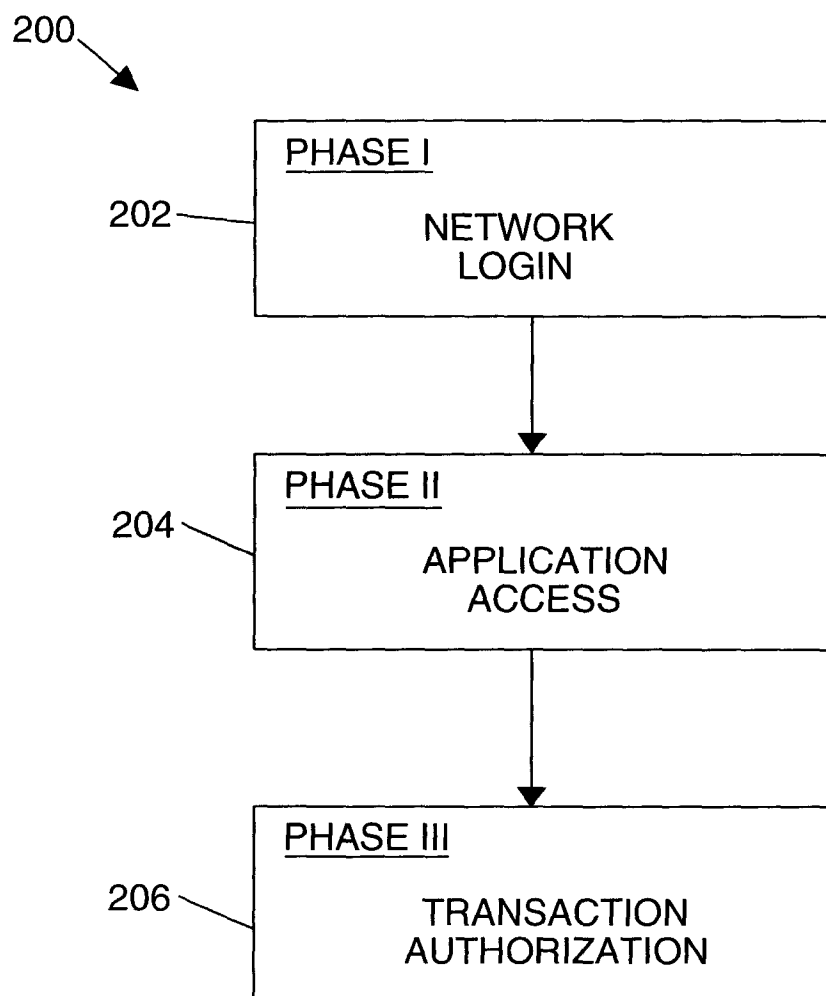 200
PHASE I
202
NETWORK
LOGIN
PHASE II
204
APPLICATION
ACCESS
PHASE III
206
TRANSACTION
AUTHORIZATION